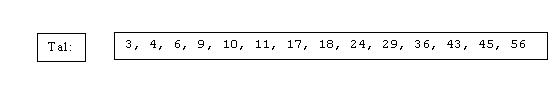 Tal: 3, 4, 6, 9, 10, 11, 17, 18, 24, 29, 36, 43, 45, 56